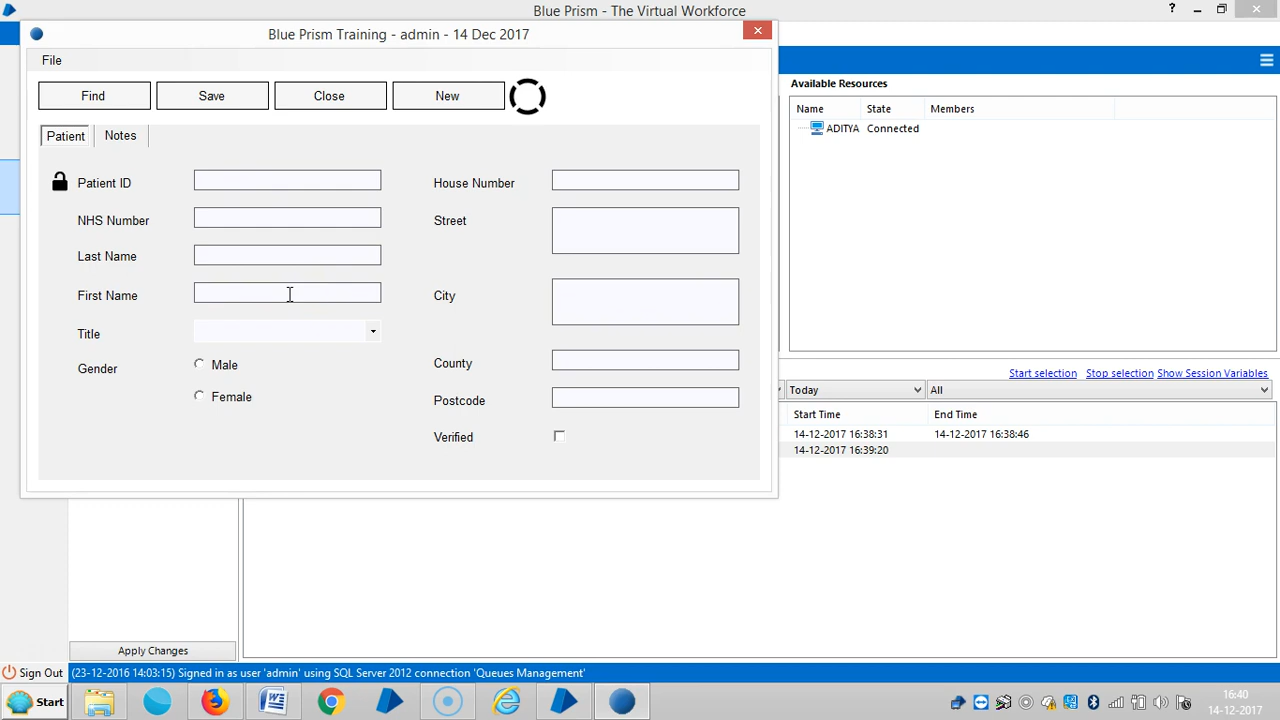 Blue Prism - The Virtual Workforce
?
Blue Prism Training - admin - 14 Dec 2017
File
Find
Save
Close
New
Patient
Notes
Patient ID
NHS Number
Last Name
First Name
Title
Gender
Male
Female
House Number
Street
City
County
Postcode
Verified
Available Resources
Name
State
Members
ADITYA
Connected
Start selection
Stop selection
Show Session Variables
Today
All
Start Time
End Time
14-12-2017 16:38:31
14-12-2017 16:38:46
14-12-2017 16:39:20
Apply Changes
Sign Out
(23-12-2016 14:03:15) Signed in as user 'admin' using SQL Server 2012 connection 'Queues Management'
Start
16:40
14-12-2017